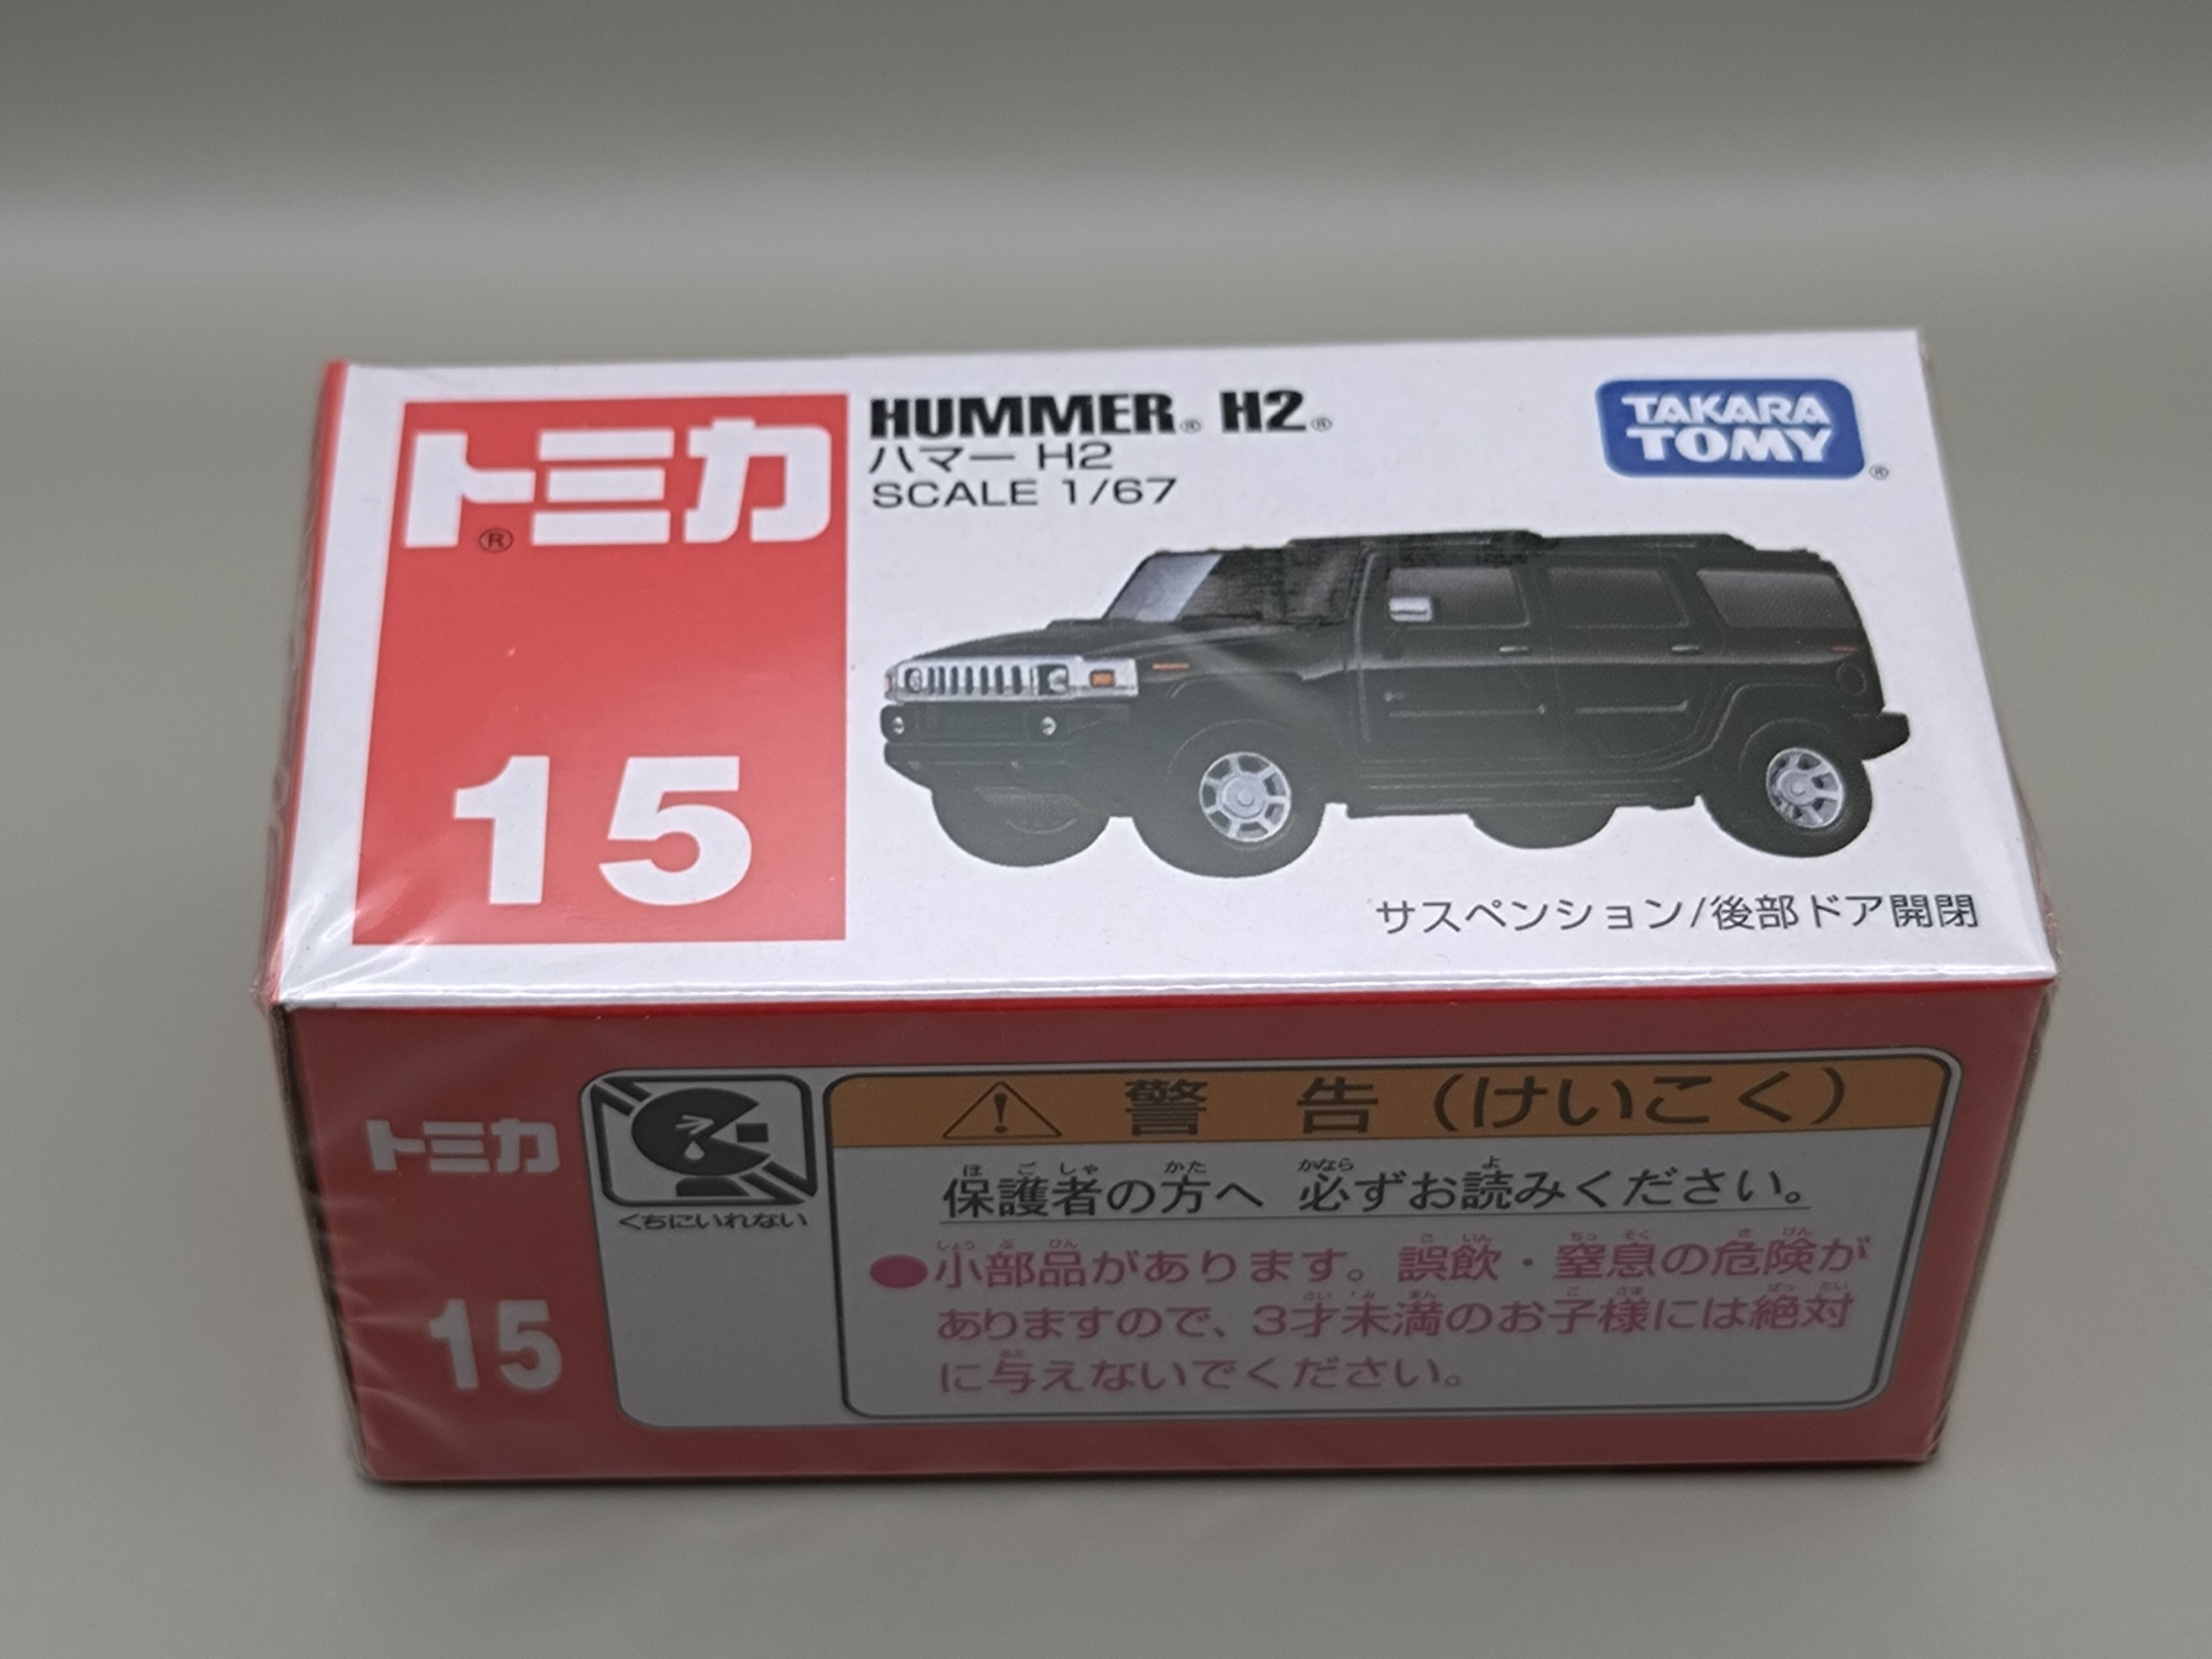 トミカ®
15
HUMMER® H2®
ハマー H2
SCALE 1/67
TAKARA
TOMY®
サスペンション/後部ドア開閉
トミカ
15
くちにいれない
警 告 (けいこく)
保護者の方へ 必ずお読みください。
●小部品があります。誤飲・窒息の危険が
ありますので、3才未満のお子様には絶対
に与えないでください。